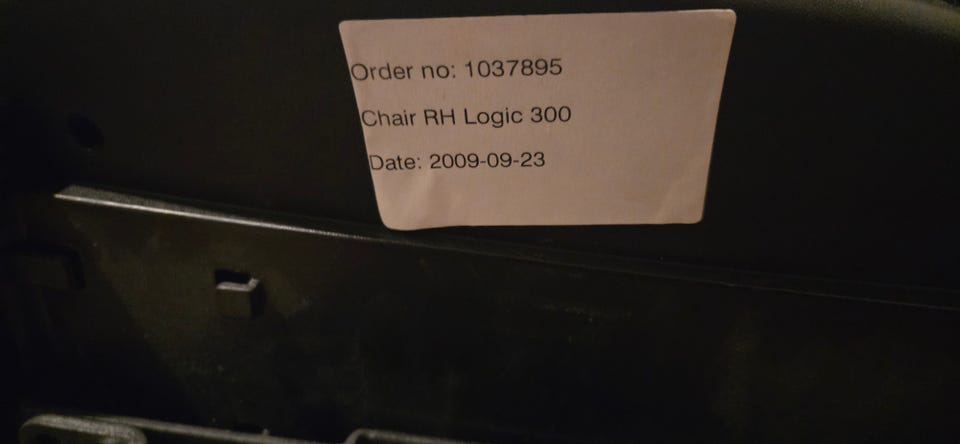 Order no: 1037895
Chair RH Logic 300
Date: 2009-09-23